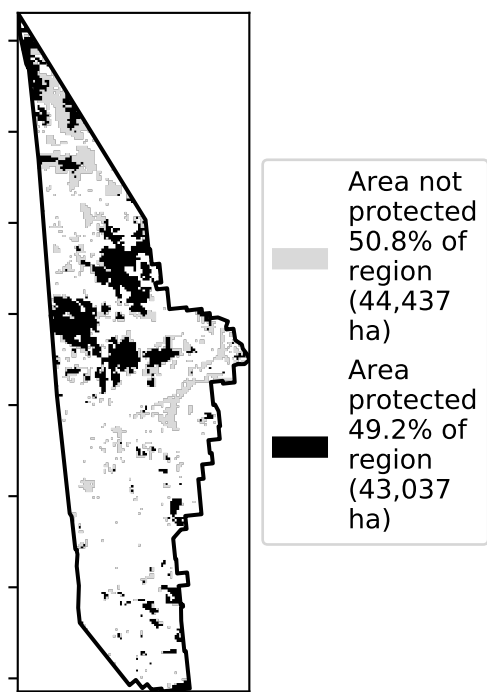 Area not
protected
50.8% of
region
(44,437
ha)
Area
protected
49.2% of
region
(43,037
ha)